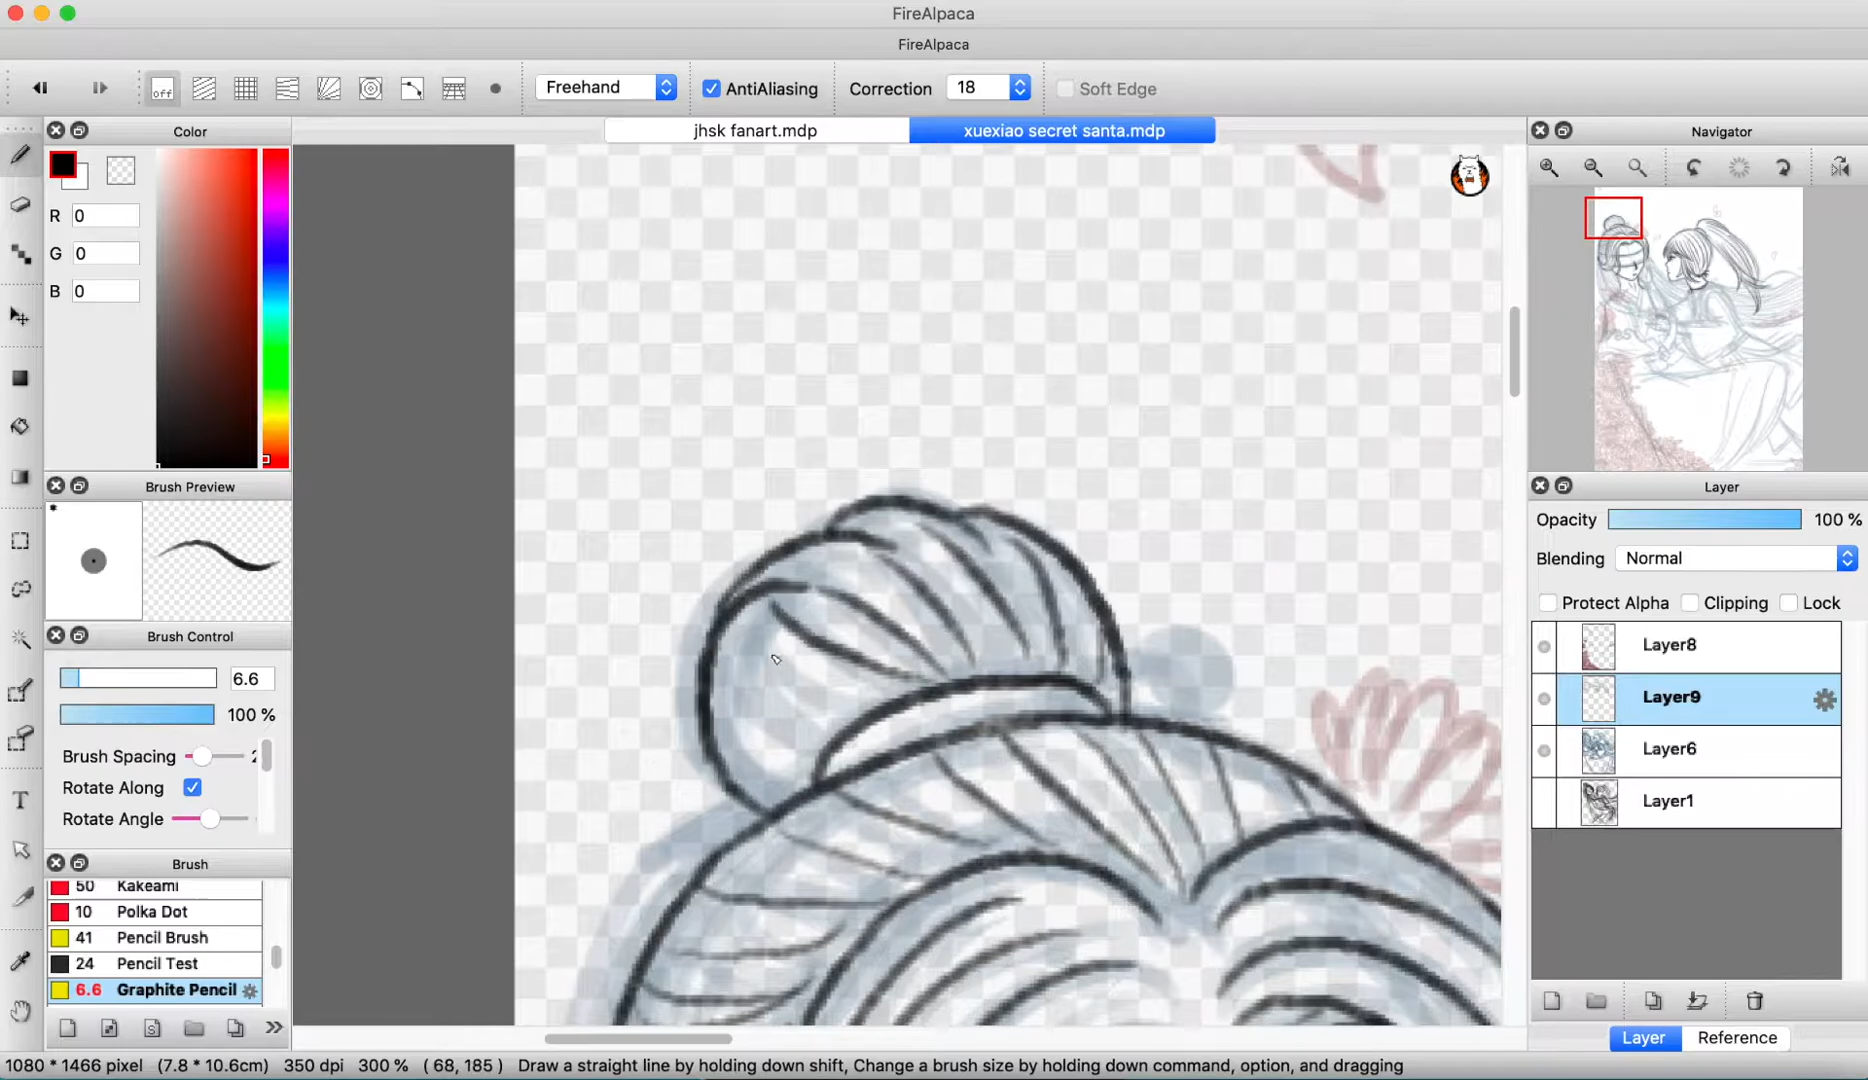 FireAlpaca
FireAlpaca
off
Freehand
AntiAliasing
Correction
18
Soft Edge
Color
jhsk fanart.mdp
xuexiao secret santa.mdp
Navigator
R 0
G 0
B 0
Brush Preview
*
Layer
Opacity
100 %
Blending
Normal
Protect Alpha
Clipping
Lock
Brush Control
6.6
100 %
Brush Spacing
Rotate Along
Rotate Angle
Layer8
Layer9
Layer6
Layer1
Brush
50 Kakeami
10 Polka Dot
41 Pencil Brush
24 Pencil Test
6.6 Graphite Pencil
T
S
>>
Layer
Reference
1080 * 1466 pixel (7.8 * 10.6cm) 350 dpi 300 % ( 68, 185 ) Draw a straight line by holding down shift, Change a brush size by holding down command, option, and dragging